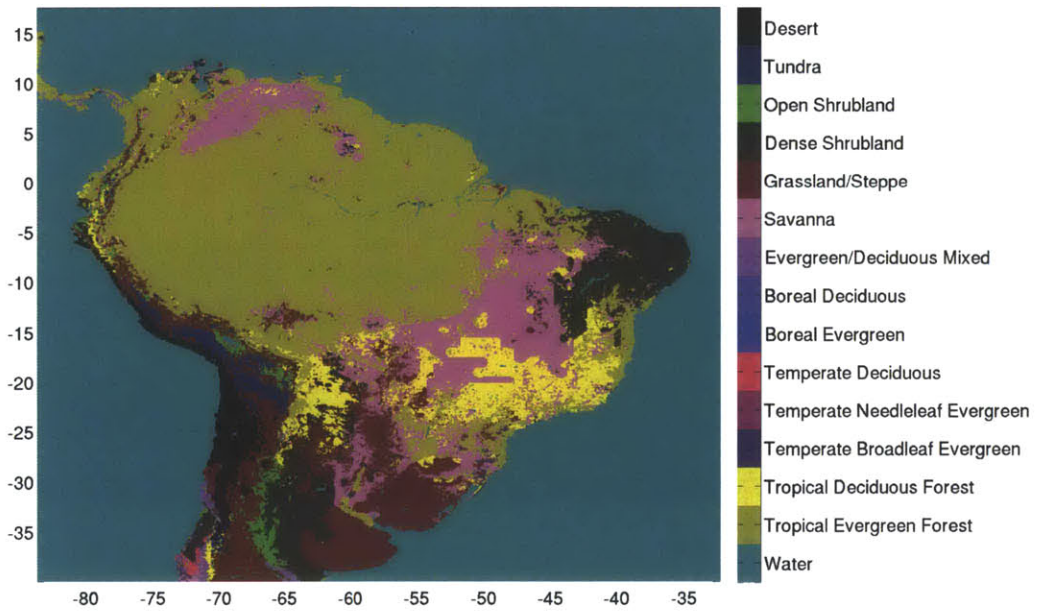 15
10
5
0
-5
-10
-15
-20
-25
-30
-35
-80 -75 -70 -65 -60 -55 -50 -45 -40 -35
Desert
Tundra
Open Shrubland
Dense Shrubland
Grassland/Steppe
Savanna
Evergreen/Deciduous Mixed
Boreal Deciduous
Boreal Evergreen
Temperate Deciduous
Temperate Needleleaf Evergreen
Temperate Broadleaf Evergreen
Tropical Deciduous Forest
Tropical Evergreen Forest
Water